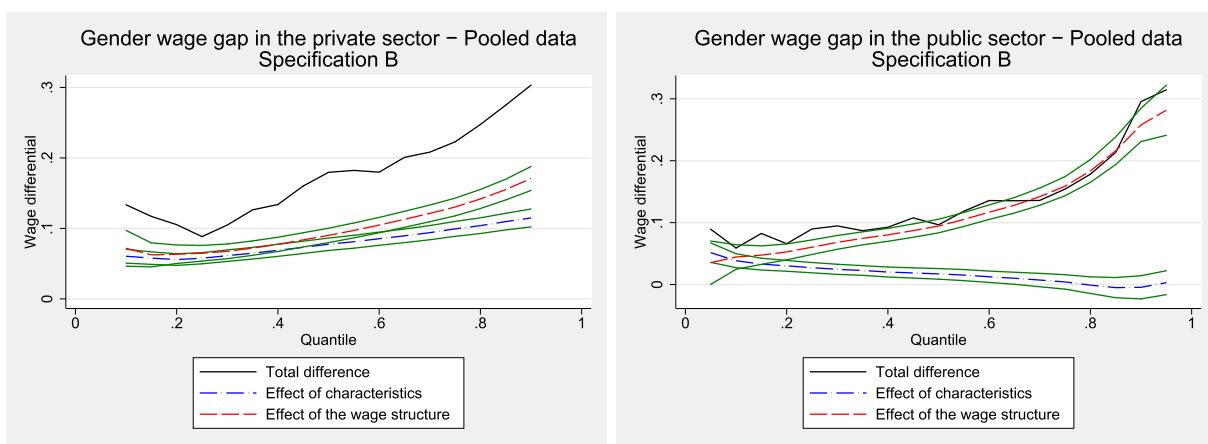 Gender wage gap in the private sector − Pooled data
Specification B
Wage differential
.3
.2
.1
0
0
.2
.4
.6
.8
1
Quantile
Total difference
Effect of characteristics
Effect of the wage structure
Gender wage gap in the public sector − Pooled data
Specification B
Wage differential
.3
.2
.1
0
0
.2
.4
.6
.8
1
Quantile
Total difference
Effect of characteristics
Effect of the wage structure